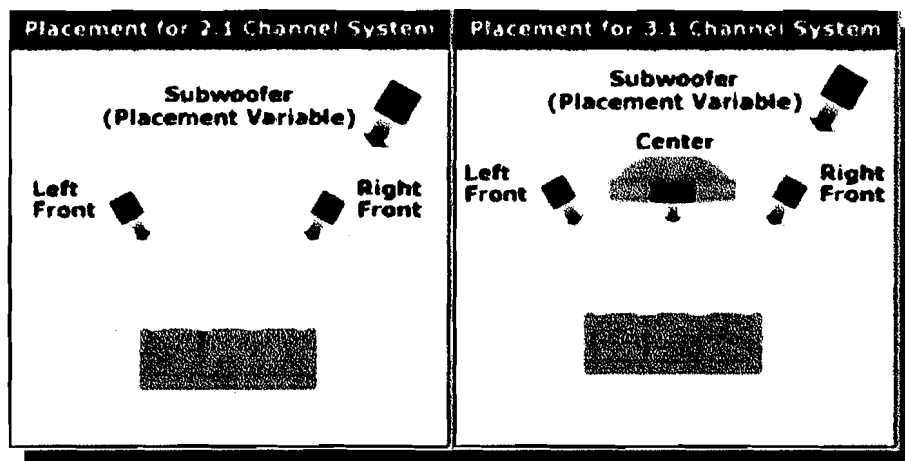 Placement for 2.1 Channel System
Subwoofer
(Placement Variable)
Left
Front
Right
Front
Placement for 3.1 Channel System
Subwoofer
(Placement Variable)
Center
Left
Front
Right
Front